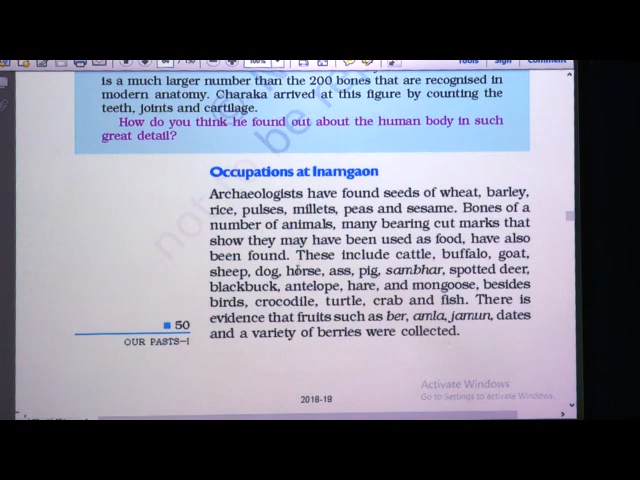 64 / 150
100%
Tools
Sign
Comment
is a much larger number than the 200 bones that are recognised in
modern anatomy. Charaka arrived at this figure by counting the
teeth, joints and cartilage.
How do you think he found out about the human body in such
great detail?
Occupations at Inamgaon
Archaeologists have found seeds of wheat, barley,
rice, pulses, millets, peas and sesame. Bones of a
number of animals, many bearing cut marks that
show they may have been used as food, have also
been found. These include cattle, buffalo, goat,
sheep, dog, horse, ass, pig, sambhar, spotted deer,
blackbuck, antelope, hare, and mongoose, besides
birds, crocodile, turtle, crab and fish. There is
evidence that fruits such as ber, amla, jamun, dates
and a variety of berries were collected.
50
OUR PASTS–I
2018-19
Activate Windows
Go to Settings to activate Windows.